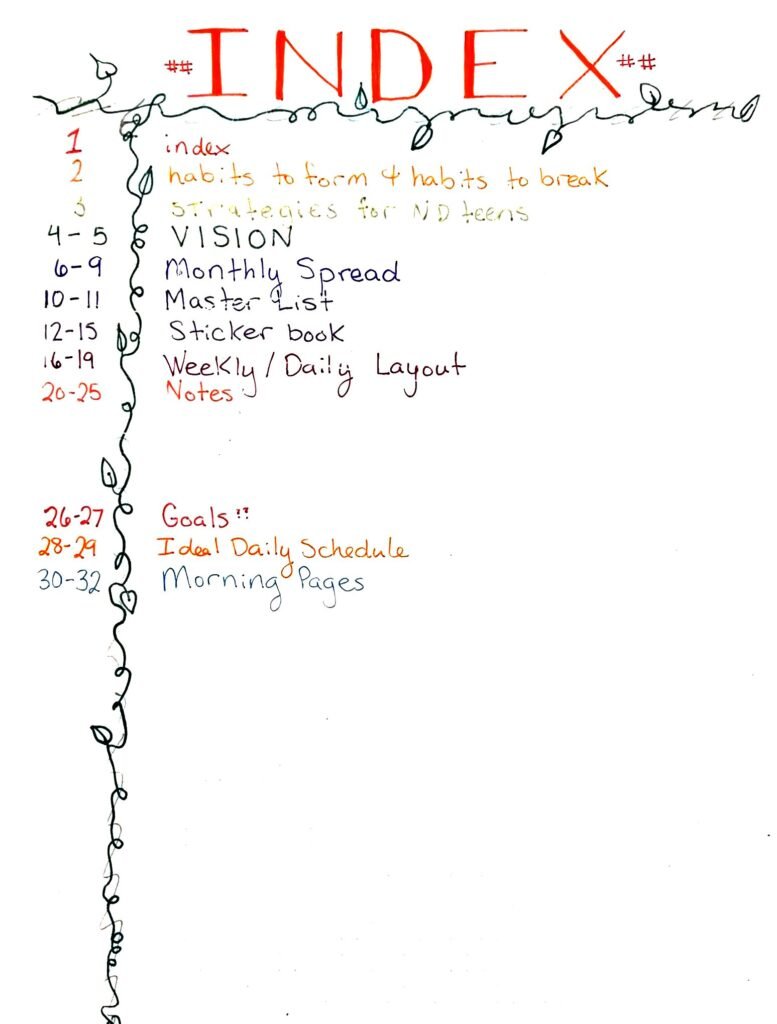 ## INDEX ##
1 index
2 habits to form & habits to break
3 strategies for ND teens
4-5 VISION
6-9 Monthly Spread
10-11 Master List
12-15 Sticker book
16-19 Weekly / Daily Layout
20-25 Notes
26-27 Goals!!
28-29 Ideal Daily Schedule
30-32 Morning Pages